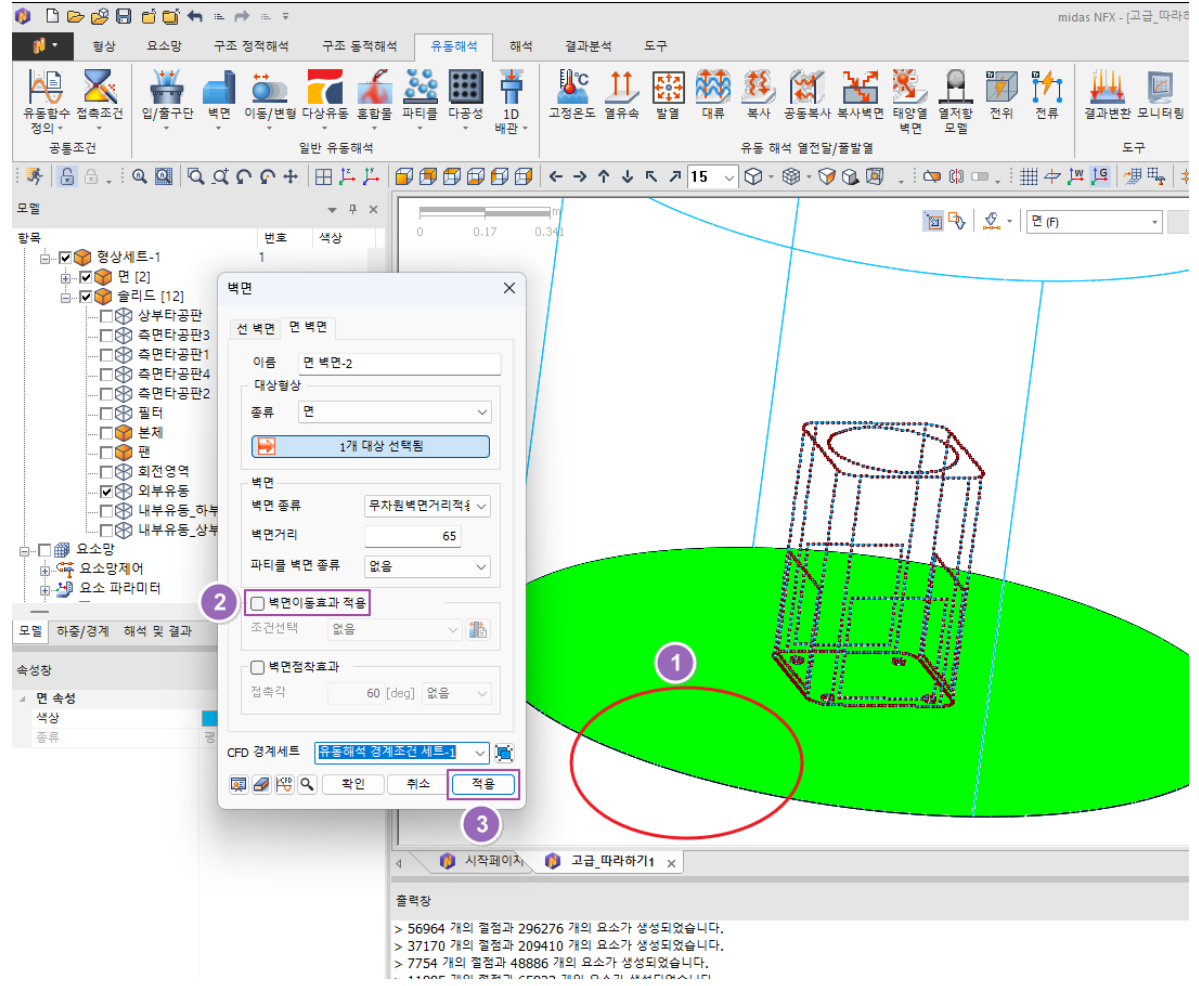 midas NFX - [고급_따라하
형상 요소망 구조 정적해석 구조 동적해석 유동해석 해석 결과분석 도구
유동함수 정의 접촉조건 입/출구단 벽면 이동/변형 다상유동 혼합물 파티클 다공성 1D 배관 고정온도 열유속 발열 대류 복사 공동복사 복사벽면 태양열 벽면 열저항 모델 전위 전류 결과변환 모니터링
공통조건 일반 유동해석 유동 해석 열전달/줄발열 도구
15
모델
항목 번호 색상
형상세트-1 1
면 [2]
솔리드 [12]
상부타공판
측면타공판3
측면타공판1
측면타공판4
측면타공판2
필터
본체
팬
회전영역
외부유동
내부유동_하부
내부유동_상부
요소망
요소망제어
요소 파라미터
모델 하중/경계 해석 및 결과
속성창
면 속성
색상
종류
0 0.17 0.341 m
면 (F)
벽면
선 벽면 면 벽면
이름 면 벽면-2
대상형상
종류 면
1개 대상 선택됨
벽면
벽면 종류 무차원벽면거리적용
벽면거리 65
파티클 벽면 종류 없음
2 벽면이동효과 적용
조건선택 없음
벽면점착효과
접촉각 60 [deg] 없음
CFD 경계세트 유동해석 경계조건 세트-1
확인 취소 적용
3
1
시작페이지 고급_따라하기1
출력창
> 56964 개의 절점과 296276 개의 요소가 생성되었습니다.
> 37170 개의 절점과 209410 개의 요소가 생성되었습니다.
> 7754 개의 절점과 48886 개의 요소가 생성되었습니다.